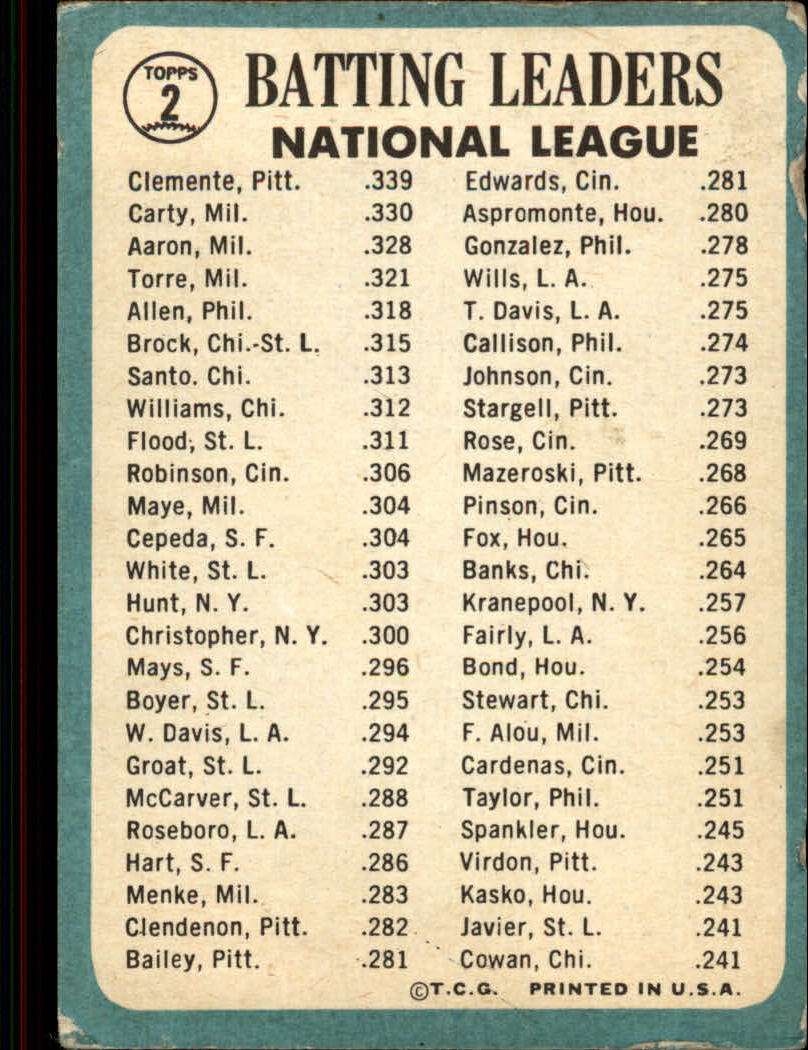 TOPPS
2
BATTING LEADERS
NATIONAL LEAGUE
Clemente, Pitt. .339
Carty, Mil. .330
Aaron, Mil. .328
Torre, Mil. .321
Allen, Phil. .318
Brock, Chi.-St. L. .315
Santo. Chi. .313
Williams, Chi. .312
Flood, St. L. .311
Robinson, Cin. .306
Maye, Mil. .304
Cepeda, S. F. .304
White, St. L. .303
Hunt, N. Y. .303
Christopher, N. Y. .300
Mays, S. F. .296
Boyer, St. L. .295
W. Davis, L. A. .294
Groat, St. L. .292
McCarver, St. L. .288
Roseboro, L. A. .287
Hart, S. F. .286
Menke, Mil. .283
Clendenon, Pitt. .282
Bailey, Pitt. .281
Edwards, Cin. .281
Aspromonte, Hou. .280
Gonzalez, Phil. .278
Wills, L. A. .275
T. Davis, L. A. .275
Callison, Phil. .274
Johnson, Cin. .273
Stargell, Pitt. .273
Rose, Cin. .269
Mazeroski, Pitt. .268
Pinson, Cin. .266
Fox, Hou. .265
Banks, Chi. .264
Kranepool, N. Y. .257
Fairly, L. A. .256
Bond, Hou. .254
Stewart, Chi. .253
F. Alou, Mil. .253
Cardenas, Cin. .251
Taylor, Phil. .251
Spankler, Hou. .245
Virdon, Pitt. .243
Kasko, Hou. .243
Javier, St. L. .241
Cowan, Chi. .241
©T.C.G. PRINTED IN U.S.A.